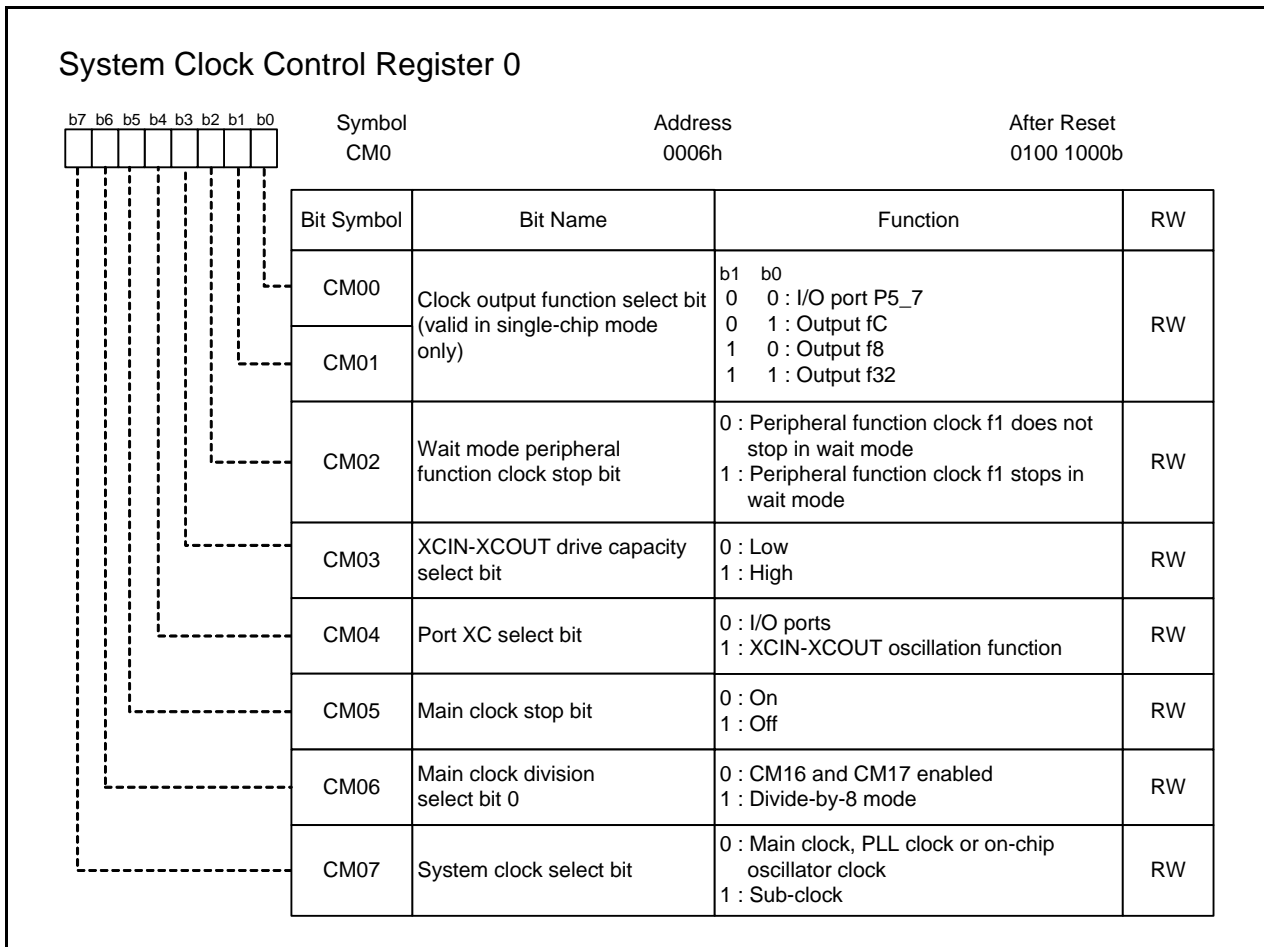 System Clock Control Register 0
b7 b6 b5 b4 b3 b2 b1 b0
Symbol Address After Reset
CM0 0006h 0100 1000b
Bit Symbol Bit Name Function RW
CM00
CM01
Clock output function select bit
(valid in single-chip mode
only)
b1 b0
0 0 : I/O port P5_7
0 1 : Output fC
1 0 : Output f8
1 1 : Output f32
RW
CM02
Wait mode peripheral
function clock stop bit
0 : Peripheral function clock f1 does not
stop in wait mode
1 : Peripheral function clock f1 stops in
wait mode
RW
CM03
XCIN-XCOUT drive capacity
select bit
0 : Low
1 : High
RW
CM04
Port XC select bit
0 : I/O ports
1 : XCIN-XCOUT oscillation function
RW
CM05
Main clock stop bit
0 : On
1 : Off
RW
CM06
Main clock division
select bit 0
0 : CM16 and CM17 enabled
1 : Divide-by-8 mode
RW
CM07
System clock select bit
0 : Main clock, PLL clock or on-chip
oscillator clock
1 : Sub-clock
RW